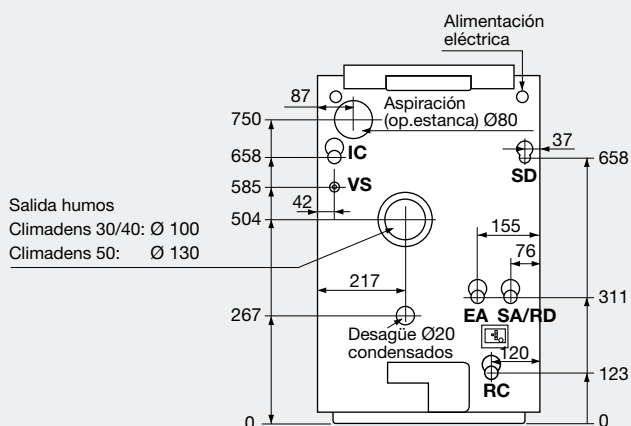 Alimentación
eléctrica
87
Aspiración
(op.estanca) Ø80
750
37
658
IC
SD
658
585
VS
42
504
Salida humos
Climadens 30/40: Ø 100
Climadens 50: Ø 130
155
76
217
267
311
EA
SA/RD
Desagüe Ø20
condensados
120
RC
123
0
0